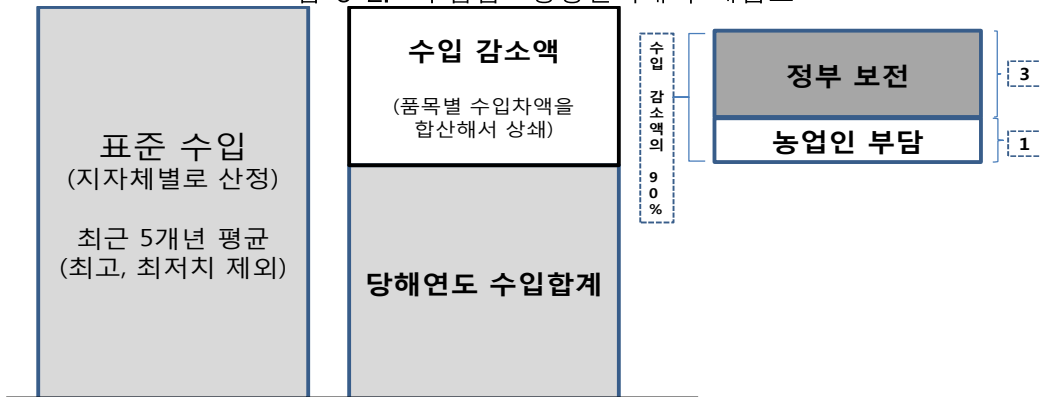 표준 수입
(지자체별로 산정)
최근 5개년 평균
(최고, 최저치 제외)
수입 감소액
(품목별 수입차액을
합산해서 상쇄)
당해연도 수입합계
수입 감소액의 90%
정부 보전
농업인 부담
3
1